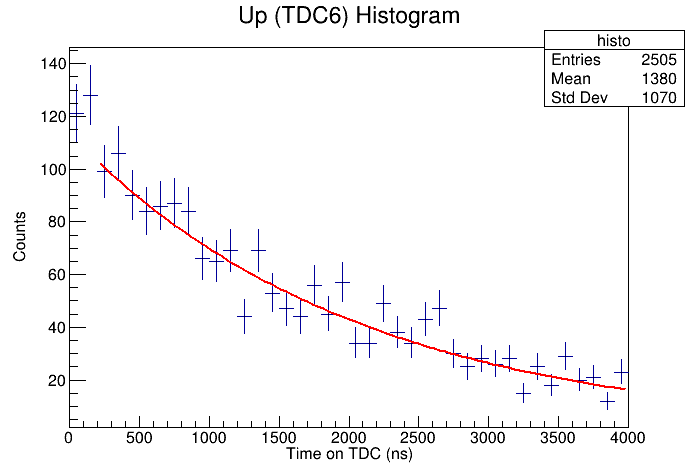 Up (TDC6) Histogram
histo
Entries 2505
Mean 1380
Std Dev 1070
140
120
100
80
60
40
20
Counts
0 500 1000 1500 2000 2500 3000 3500 4000
Time on TDC (ns)